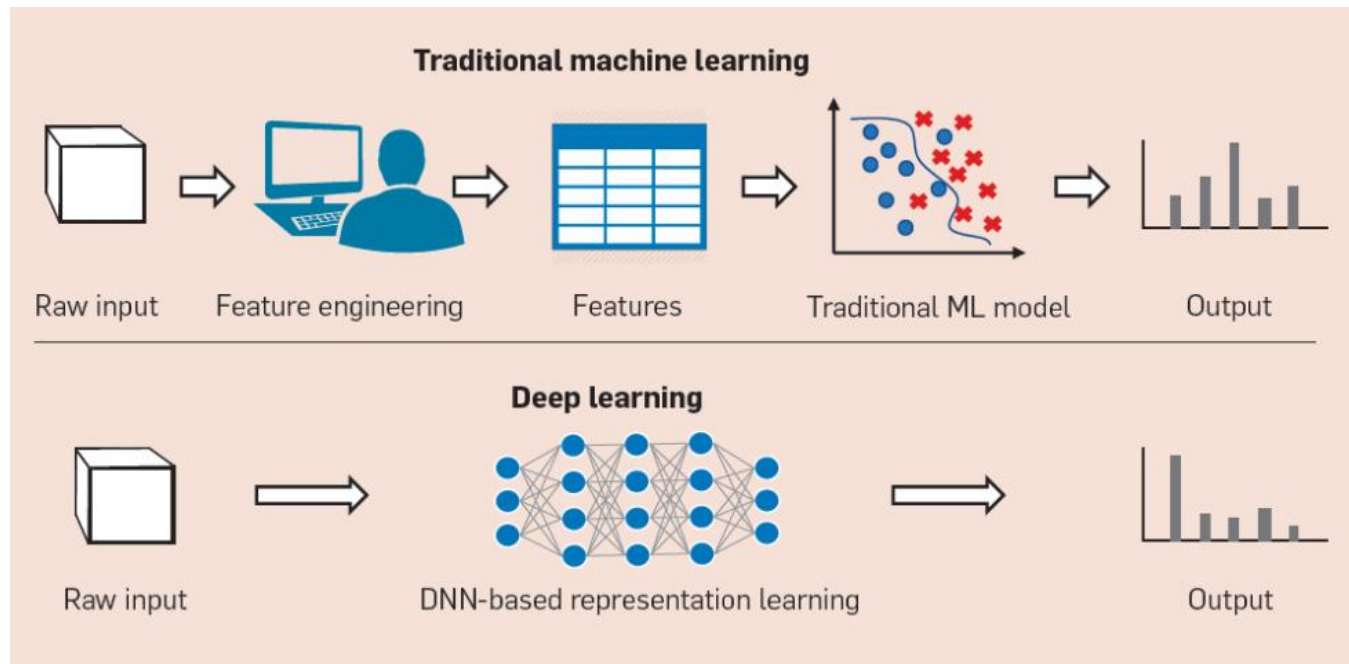 Traditional machine learning
Raw input
Feature engineering
Features
Traditional ML model
Output
Deep learning
Raw input
DNN-based representation learning
Output